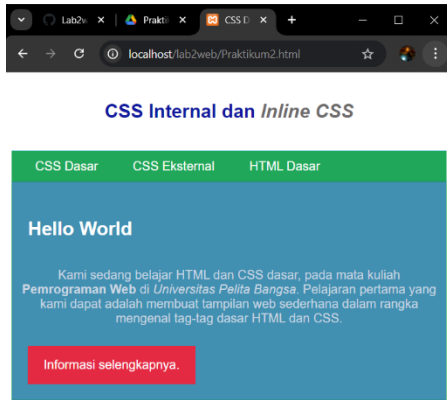 Lab2w
Prakti
CSS D
localhost/lab2web/Praktikum2.html
CSS Internal dan Inline CSS
CSS Dasar CSS Eksternal HTML Dasar
Hello World
Kami sedang belajar HTML dan CSS dasar, pada mata kuliah
Pemrograman Web di Universitas Pelita Bangsa. Pelajaran pertama yang
kami dapat adalah membuat tampilan web sederhana dalam rangka
mengenal tag-tag dasar HTML dan CSS.
Informasi selengkapnya.